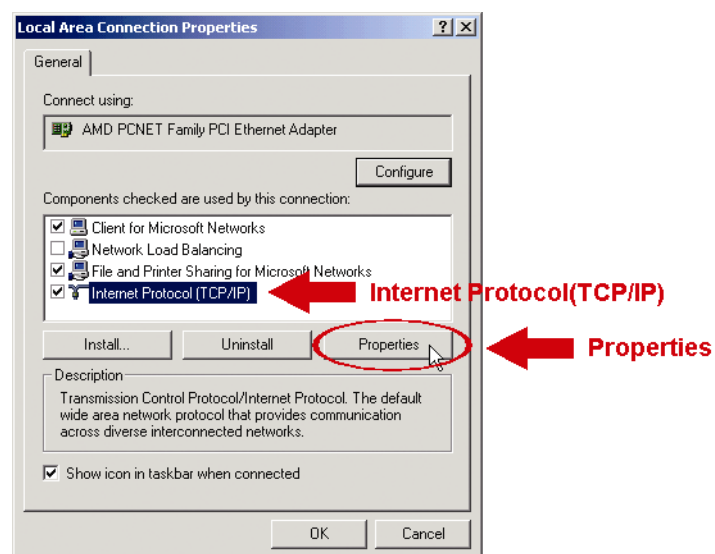 Local Area Connection Properties
General
Connect using:
AMD PCNET Family PCI Ethernet Adapter
Configure
Components checked are used by this connection:
Client for Microsoft Networks
Network Load Balancing
File and Printer Sharing for Microsoft Networks
Internet Protocol (TCP/IP)
Internet Protocol(TCP/IP)
Install...
Uninstall
Properties
Properties
Description
Transmission Control Protocol/Internet Protocol. The default
wide area network protocol that provides communication
across diverse interconnected networks.
Show icon in taskbar when connected
OK
Cancel